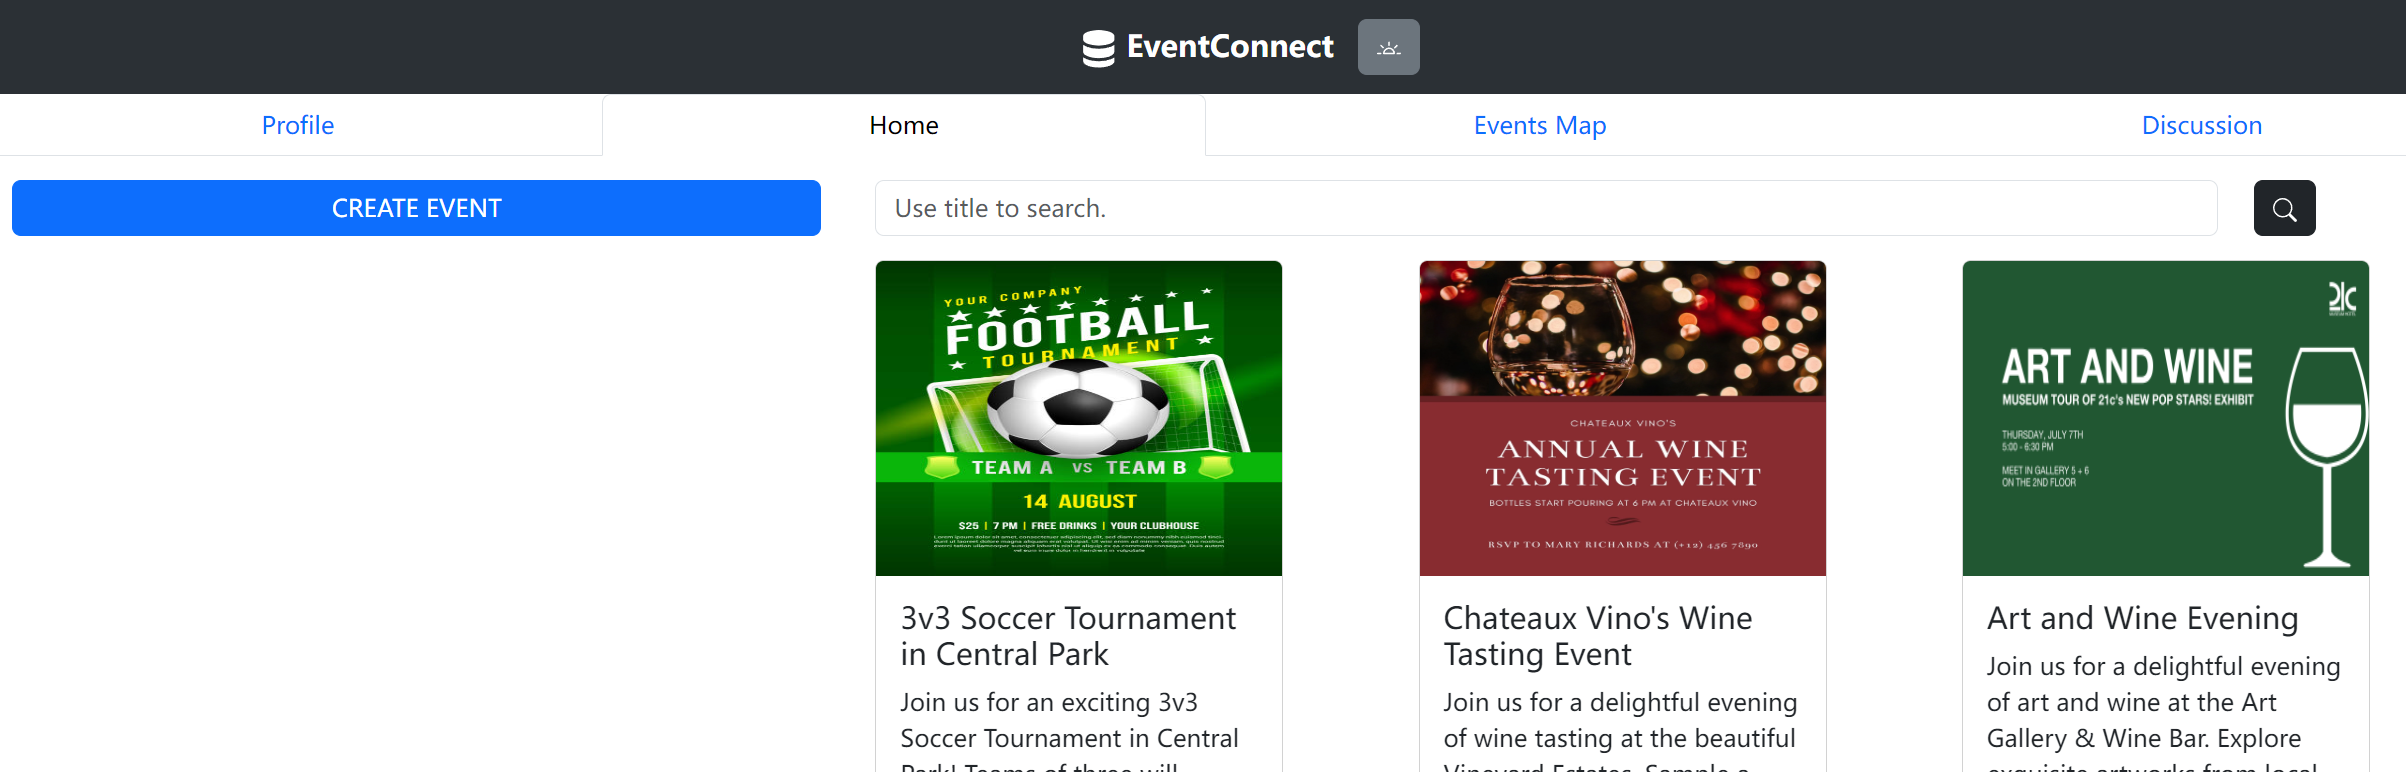 EventConnect
Profile
Home
Events Map
Discussion
CREATE EVENT
Use title to search.
YOUR COMPANY
FOOTBALL
TOURNAMENT
TEAM A VS TEAM B
14 AUGUST
$25 | 7 PM | FREE DRINKS | YOUR CLUBHOUSE
CHATEAUX VINO'S
ANNUAL WINE
TASTING EVENT
BOTTLES START POURING AT 6 PM AT CHATEAUX VINO
RSVP TO MARY RICHARDS AT (+12) 456 7890
21c
ART AND WINE
MUSEUM TOUR OF 21c's NEW POP STARS! EXHIBIT
THURSDAY, JULY 7TH
5:00 - 6:30 PM
MEET IN GALLERY 5 + 6
ON THE 2ND FLOOR
3v3 Soccer Tournament
in Central Park
Join us for an exciting 3v3
Soccer Tournament in Central
Park! Teams of three will
Chateaux Vino's Wine
Tasting Event
Join us for a delightful evening
of wine tasting at the beautiful
Vineyard Estates. Sample a
Art and Wine Evening
Join us for a delightful evening
of art and wine at the Art
Gallery & Wine Bar. Explore
exquisite artworks from local